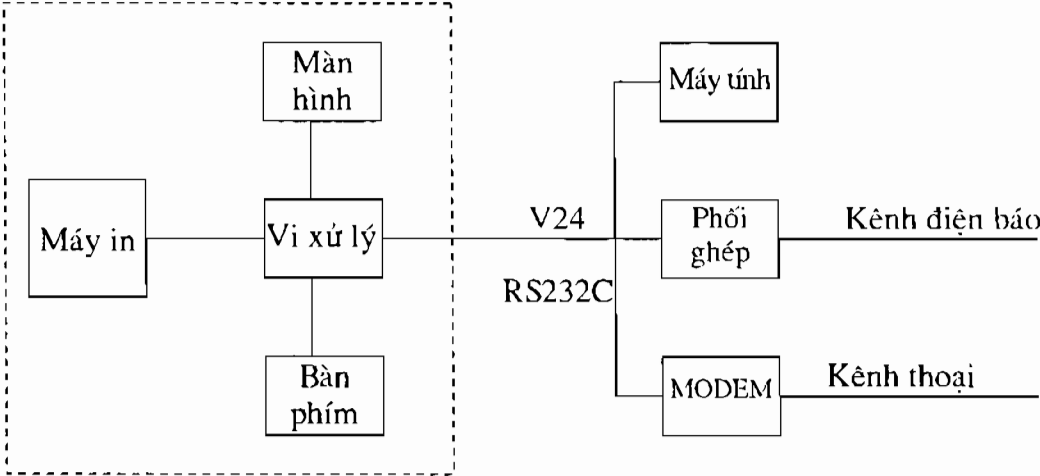 Màn
hình
Máy tính
Máy in
Vi xử lý
V24
RS232C
Phối
ghép
Kênh điện báo
Bàn
phím
MODEM
Kênh thoại